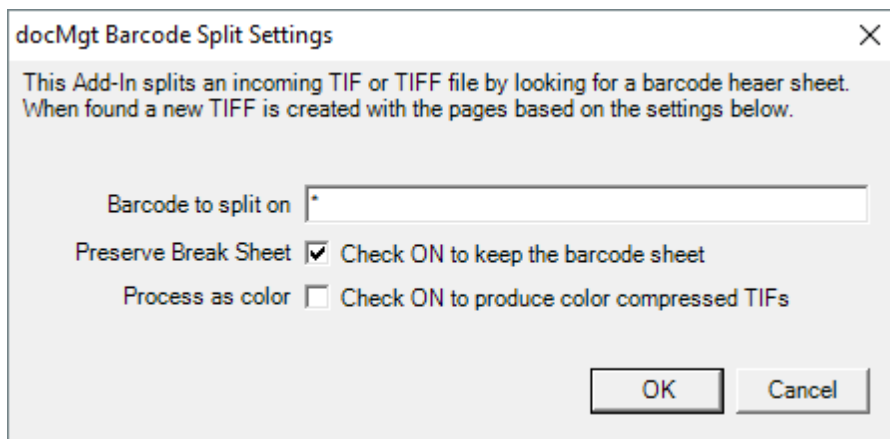 docMgt Barcode Split Settings
This Add-In splits an incoming TIF or TIFF file by looking for a barcode heaer sheet.
When found a new TIFF is created with the pages based on the settings below.
Barcode to split on *
Preserve Break Sheet Check ON to keep the barcode sheet
Process as color Check ON to produce color compressed TIFs
OK Cancel